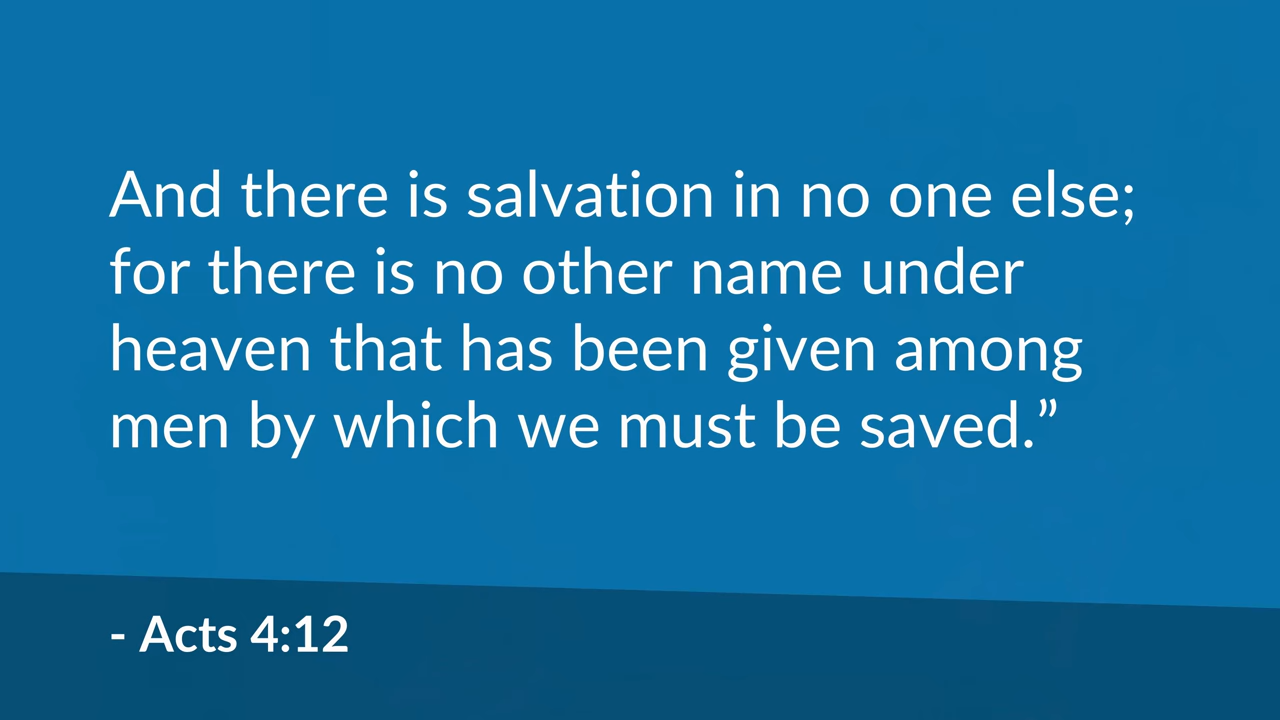 And there is salvation in no one else;
for there is no other name under
heaven that has been given among
men by which we must be saved.”
- Acts 4:12